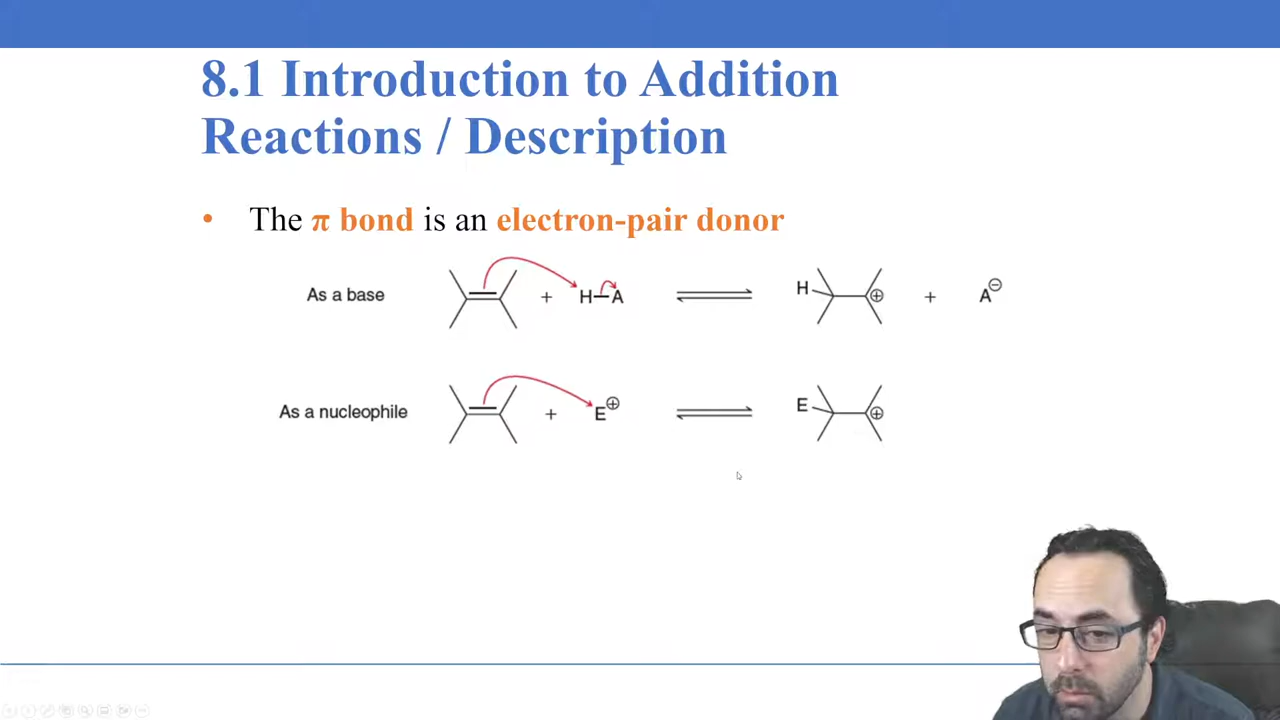 8.1 Introduction to Addition
Reactions / Description
• The π bond is an electron-pair donor
As a base + H—A H ⊕ + A⊖
As a nucleophile + E⊕ E ⊕